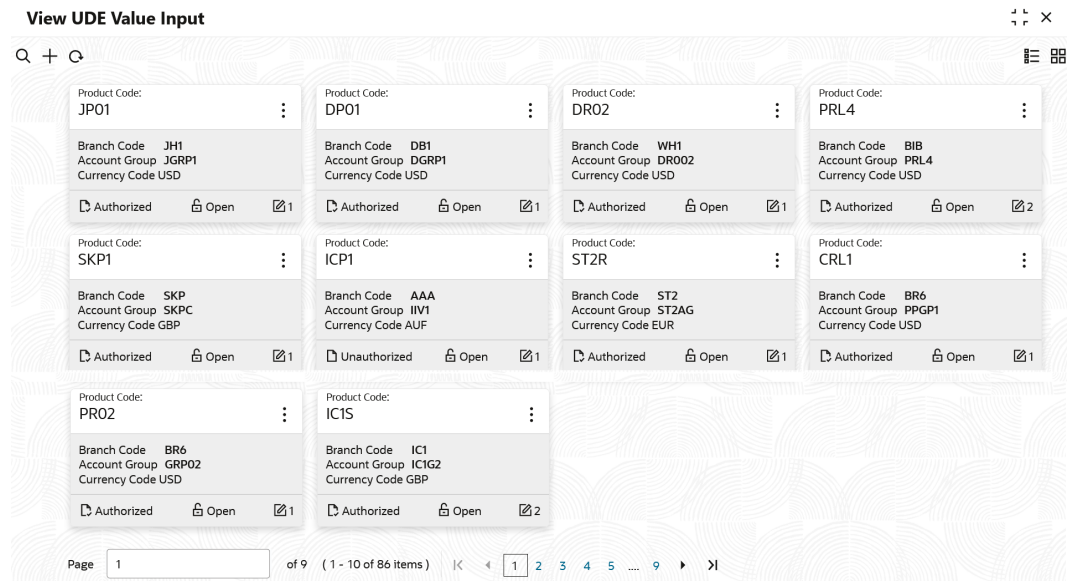 View UDE Value Input
Product Code:
JP01
Branch Code JH1
Account Group JGRP1
Currency Code USD
Authorized Open 1
Product Code:
DP01
Branch Code DB1
Account Group DGRP1
Currency Code USD
Authorized Open 1
Product Code:
DR02
Branch Code WH1
Account Group DR002
Currency Code USD
Authorized Open 1
Product Code:
PRL4
Branch Code BIB
Account Group PRL4
Currency Code USD
Authorized Open 2
Product Code:
SKP1
Branch Code SKP
Account Group SKPC
Currency Code GBP
Authorized Open 1
Product Code:
ICP1
Branch Code AAA
Account Group IIV1
Currency Code AUF
Unauthorized Open 1
Product Code:
ST2R
Branch Code ST2
Account Group ST2AG
Currency Code EUR
Authorized Open 1
Product Code:
CRL1
Branch Code BR6
Account Group PPGP1
Currency Code USD
Authorized Open 1
Product Code:
PR02
Branch Code BR6
Account Group GRP02
Currency Code USD
Authorized Open 1
Product Code:
IC1S
Branch Code IC1
Account Group IC1G2
Currency Code GBP
Authorized Open 2
Page 1 of 9 ( 1 - 10 of 86 items ) 1 2 3 4 5 .... 9